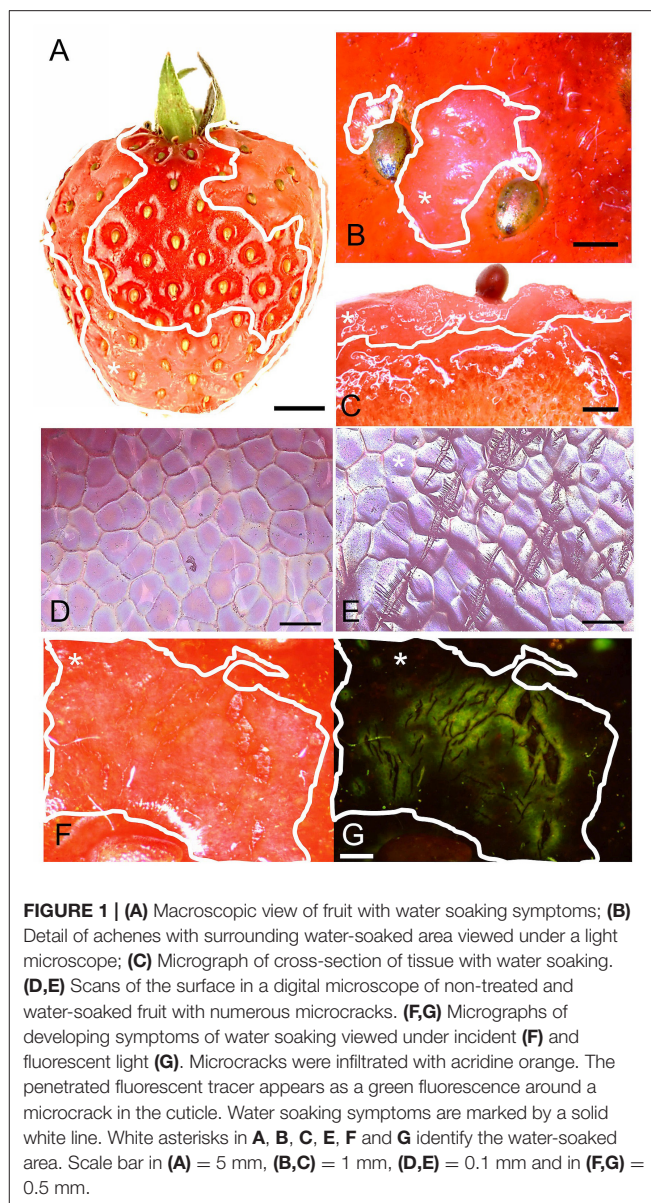 A
B
C
D
E
F
G
FIGURE 1 | (A) Macroscopic view of fruit with water soaking symptoms; (B)
Detail of achenes with surrounding water-soaked area viewed under a light
microscope; (C) Micrograph of cross-section of tissue with water soaking.
(D,E) Scans of the surface in a digital microscope of non-treated and
water-soaked fruit with numerous microcracks. (F,G) Micrographs of
developing symptoms of water soaking viewed under incident (F) and
fluorescent light (G). Microcracks were infiltrated with acridine orange. The
penetrated fluorescent tracer appears as a green fluorescence around a
microcrack in the cuticle. Water soaking symptoms are marked by a solid
white line. White asterisks in A, B, C, E, F and G identify the water-soaked
area. Scale bar in (A) = 5 mm, (B,C) = 1 mm, (D,E) = 0.1 mm and in (F,G) =
0.5 mm.